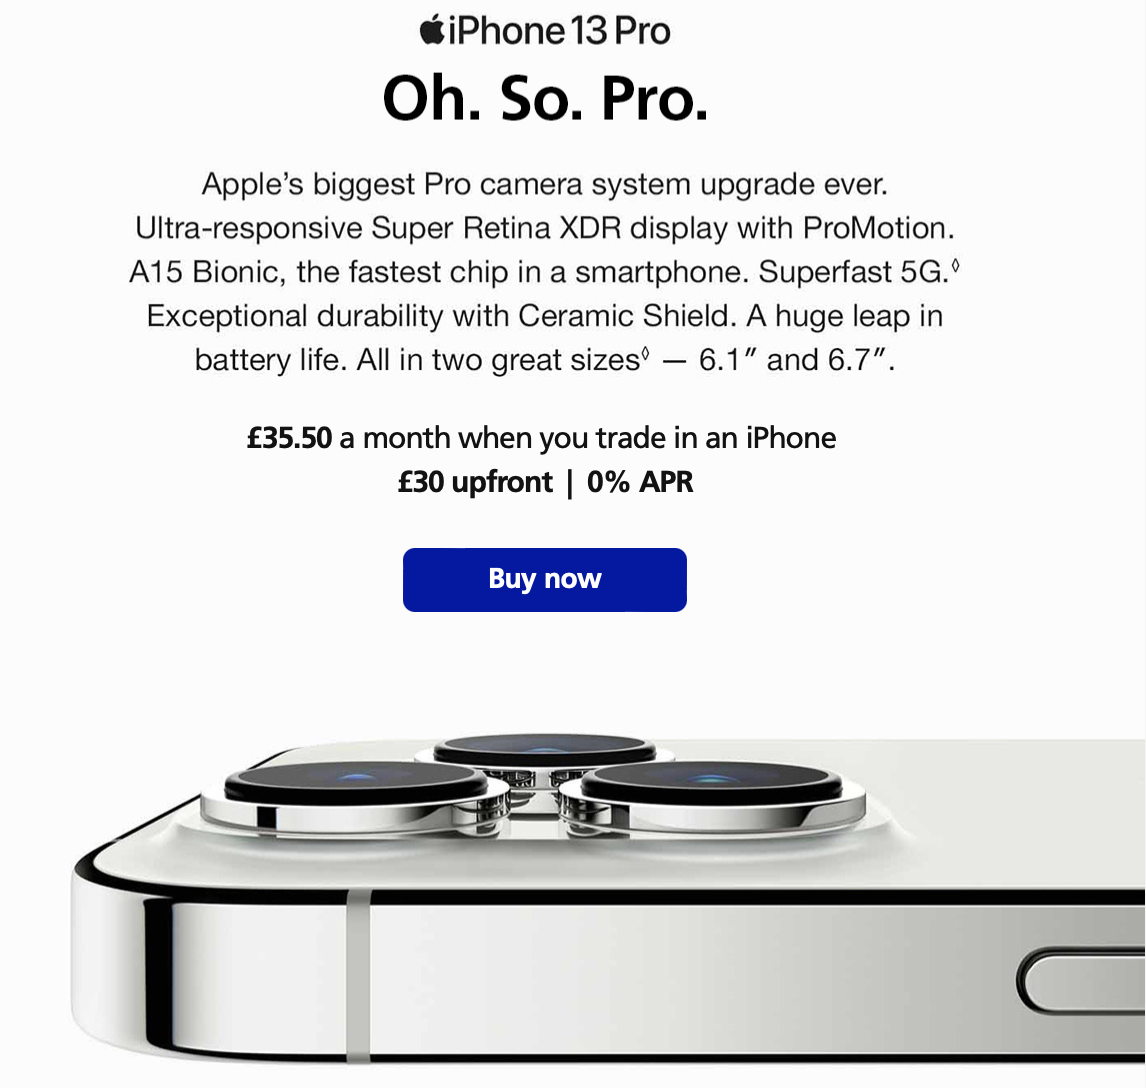 iPhone 13 Pro
Oh. So. Pro.
Apple’s biggest Pro camera system upgrade ever.
Ultra-responsive Super Retina XDR display with ProMotion.
A15 Bionic, the fastest chip in a smartphone. Superfast 5G.◊
Exceptional durability with Ceramic Shield. A huge leap in
battery life. All in two great sizes◊ — 6.1″ and 6.7″.
£35.50 a month when you trade in an iPhone
£30 upfront | 0% APR
Buy now